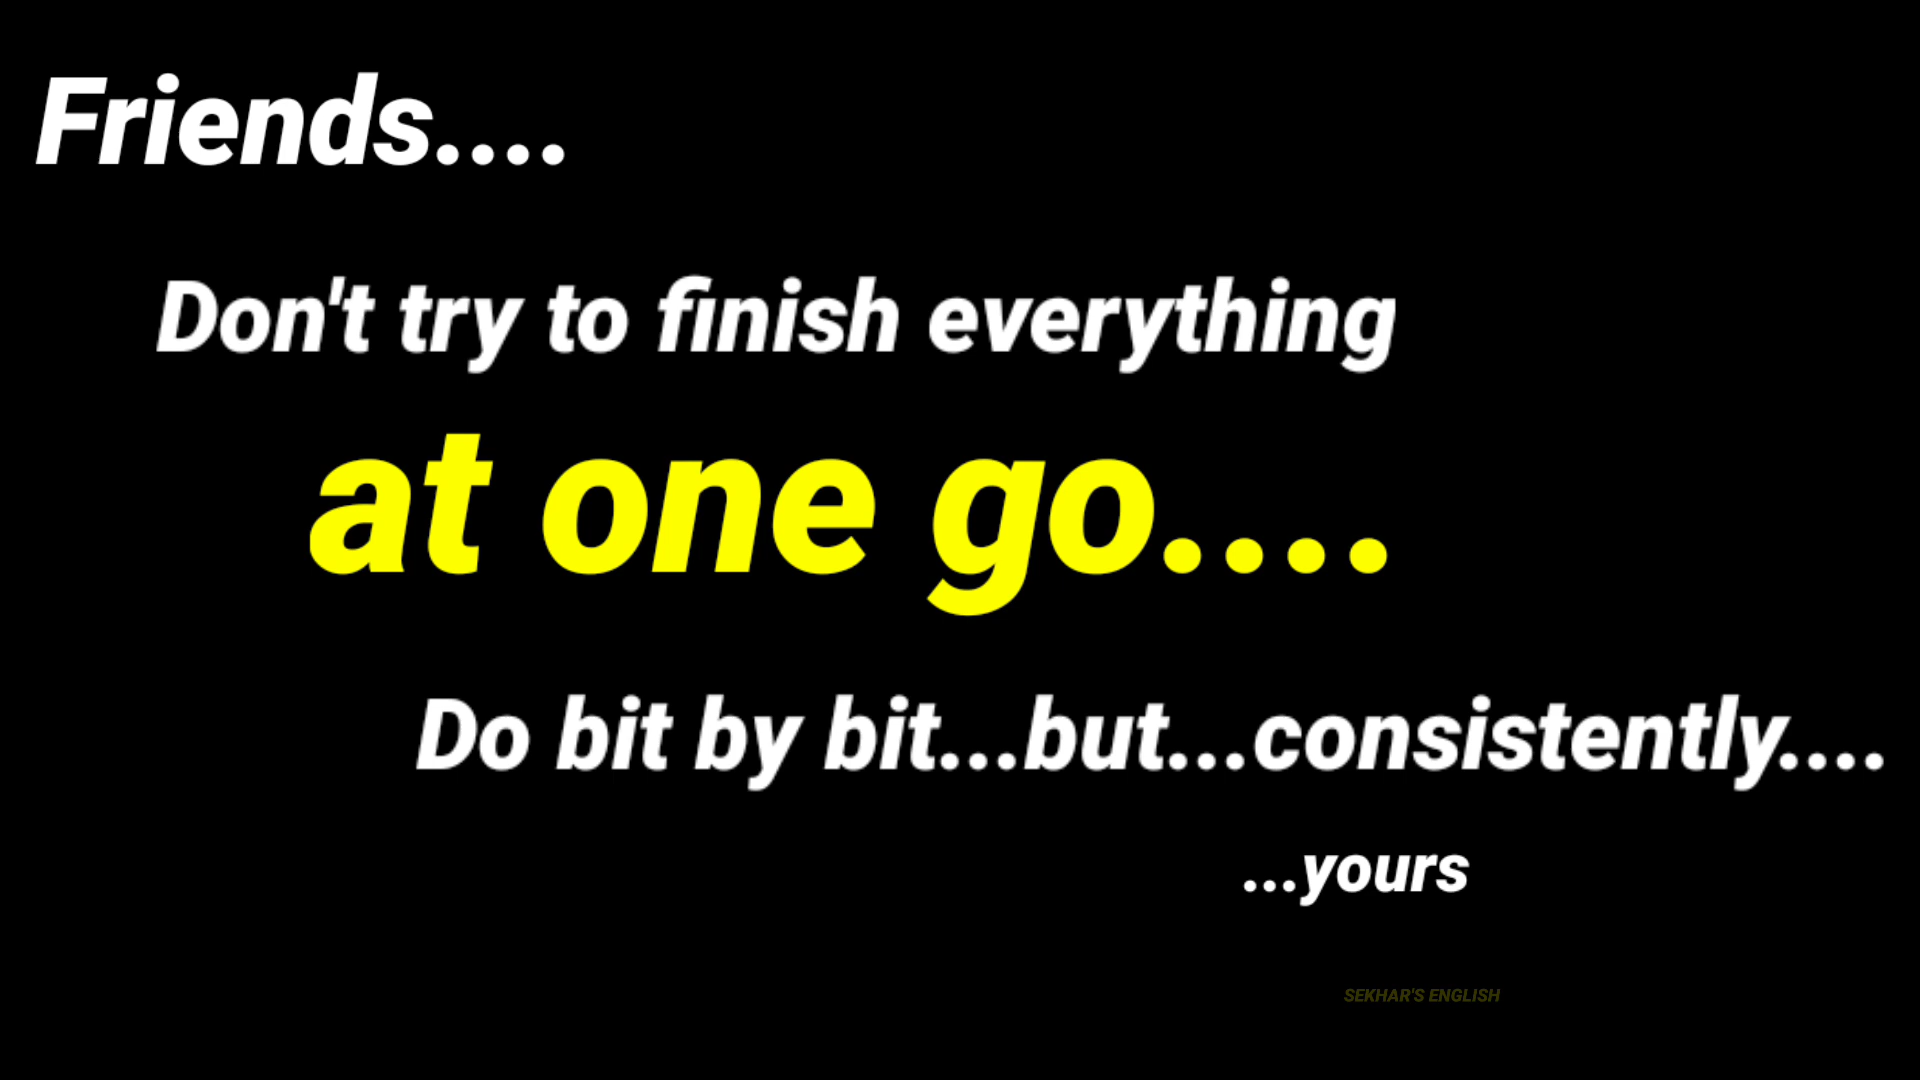 Friends....
Don't try to finish everything
at one go....
Do bit by bit...but...consistently....
...yours
SEKHAR'S ENGLISH